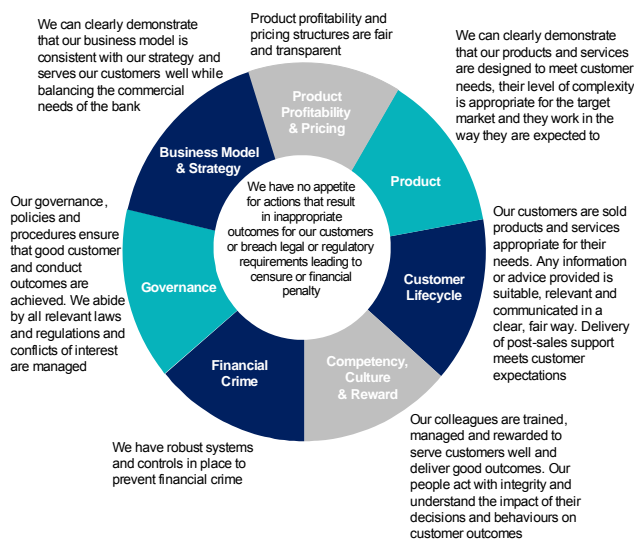 We can clearly demonstrate
that our business model is
consistent with our strategy and
serves our customers well while
balancing the commercial
needs of the bank
Product profitability and
pricing structures are fair
and transparent
We can clearly demonstrate
that our products and services
are designed to meet customer
needs, their level of complexity
is appropriate for the target
market and they work in the
way they are expected to
Product
Profitability
& Pricing
Business Model
& Strategy
Product
We have no appetite
for actions that result
in inappropriate
outcomes for our customers
or breach legal or regulatory
requirements leading to
censure or financial
penalty
Our governance,
policies and
procedures ensure
that good customer
and conduct
outcomes are
achieved. We abide
by all relevant laws
and regulations and
conflicts of interest
are managed
Governance
Customer
Lifecycle
Our customers are sold
products and services
appropriate for their
needs. Any information
or advice provided is
suitable, relevant and
communicated in a
clear, fair way. Delivery
of post-sales support
meets customer
expectations
Financial
Crime
Competency,
Culture
& Reward
We have robust systems
and controls in place to
prevent financial crime
Our colleagues are trained,
managed and rewarded to
serve customers well and
deliver good outcomes. Our
people act with integrity and
understand the impact of their
decisions and behaviours on
customer outcomes